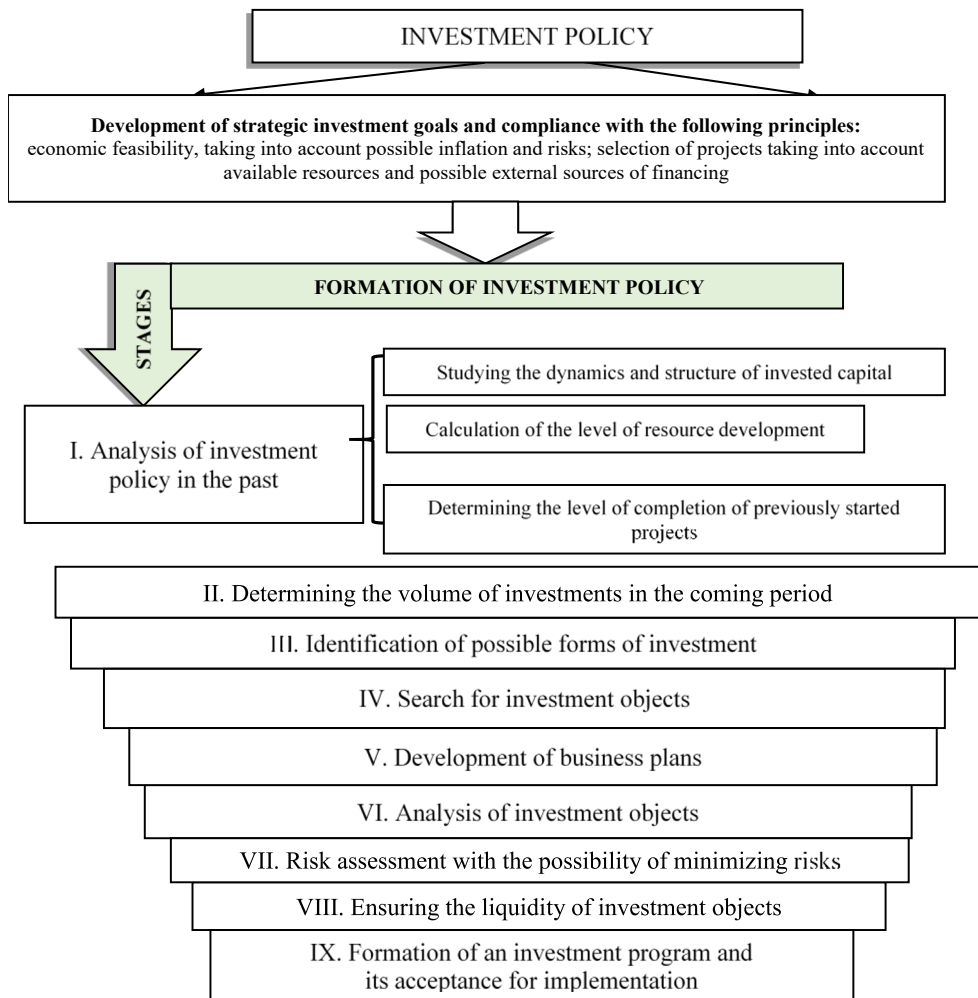 INVESTMENT POLICY
Development of strategic investment goals and compliance with the following principles:
economic feasibility, taking into account possible inflation and risks; selection of projects taking into account
available resources and possible external sources of financing
FORMATION OF INVESTMENT POLICY
STAGES
Studying the dynamics and structure of invested capital
I. Analysis of investment
policy in the past
Calculation of the level of resource development
Determining the level of completion of previously started
projects
II. Determining the volume of investments in the coming period
III. Identification of possible forms of investment
IV. Search for investment objects
V. Development of business plans
VI. Analysis of investment objects
VII. Risk assessment with the possibility of minimizing risks
VIII. Ensuring the liquidity of investment objects
IX. Formation of an investment program and
its acceptance for implementation